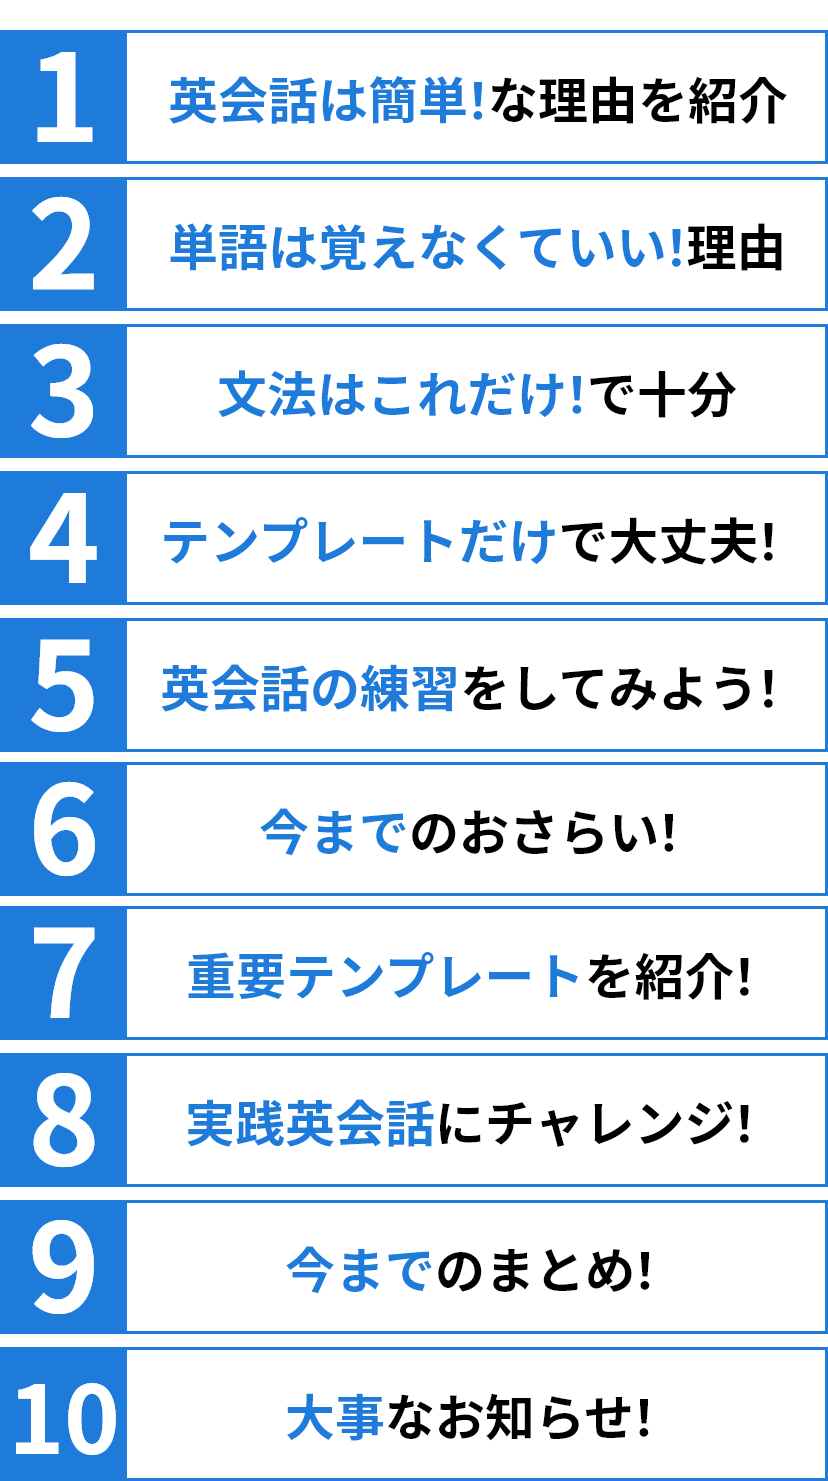 1 英会話は簡単!な理由を紹介
2 単語は覚えなくていい!理由
3 文法はこれだけ!で十分
4 テンプレートだけで大丈夫!
5 英会話の練習をしてみよう!
6 今までのおさらい!
7 重要テンプレートを紹介!
8 実践英会話にチャレンジ!
9 今までのまとめ!
10 大事なお知らせ!